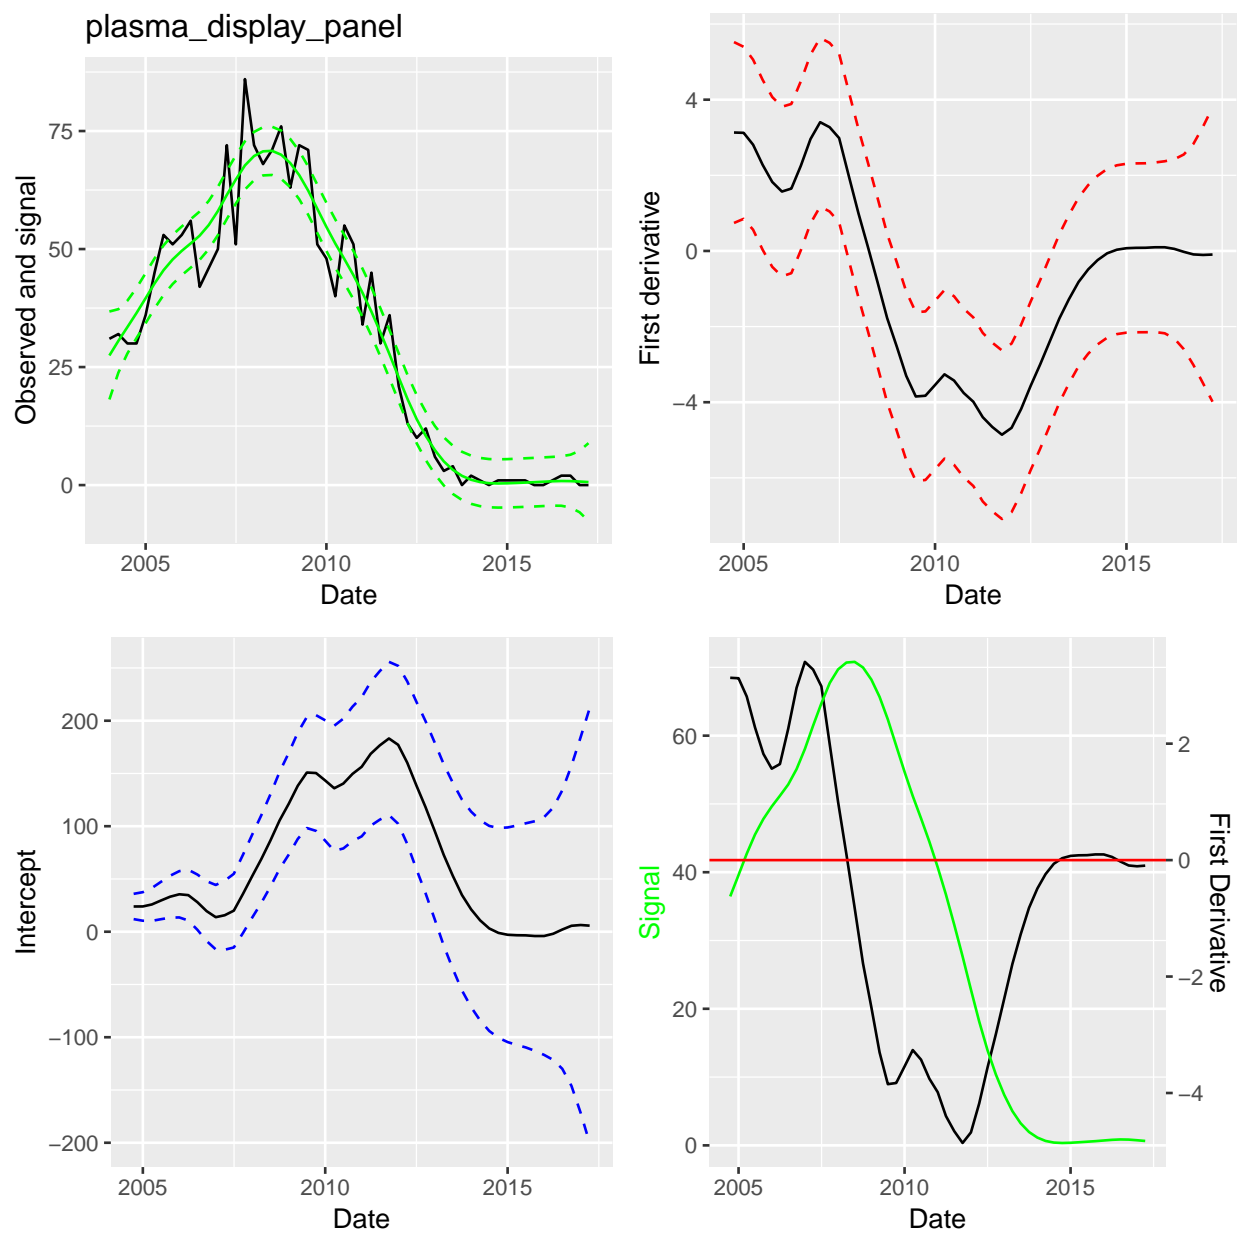 plasma_display_panel
Observed and signal
75
50
25
0
2005 2010 2015
Date
First derivative
4
0
−4
2005 2010 2015
Date
Intercept
200
100
0
−100
−200
2005 2010 2015
Date
Signal
60
40
20
0
2
0
−2
−4
First Derivative
2005 2010 2015
Date